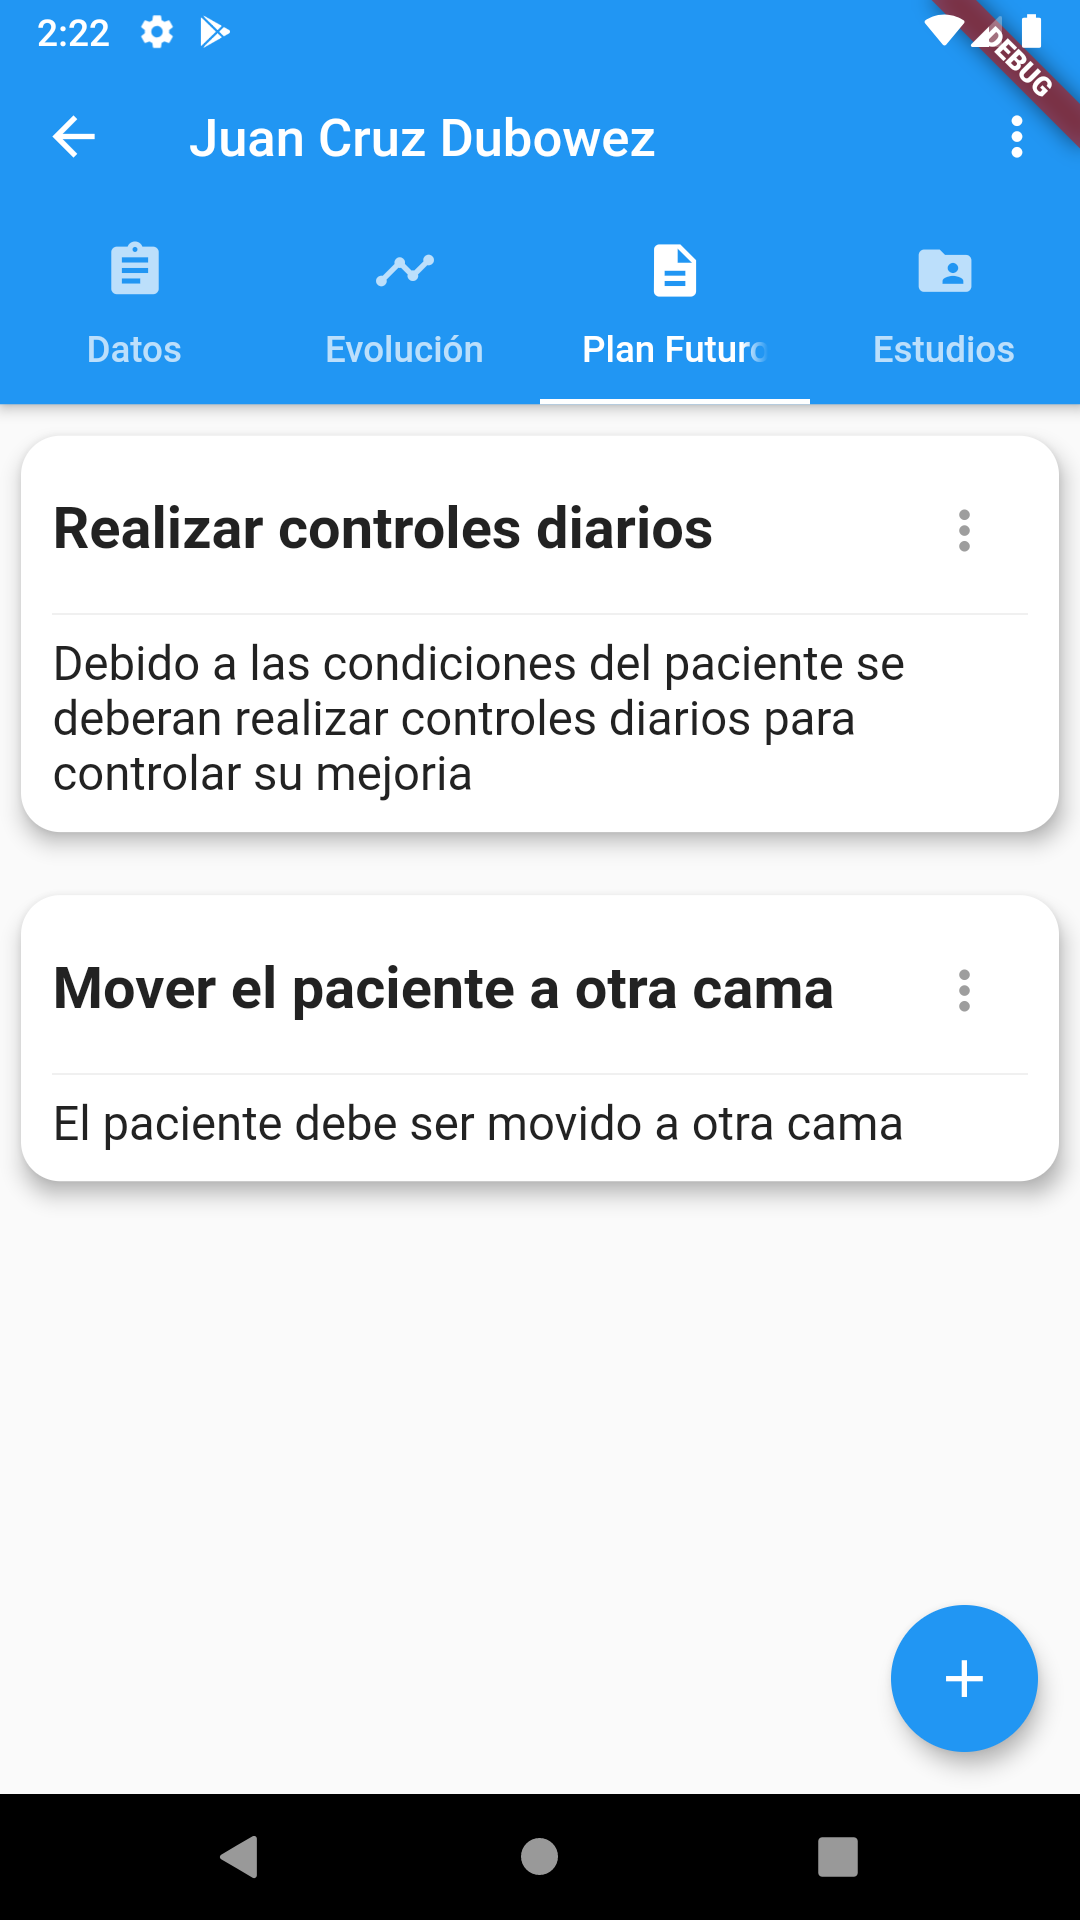 2:22
DEBUG
Juan Cruz Dubowez
Datos
Evolución
Plan Futuro
Estudios
Realizar controles diarios
Debido a las condiciones del paciente se
deberan realizar controles diarios para
controlar su mejoria
Mover el paciente a otra cama
El paciente debe ser movido a otra cama